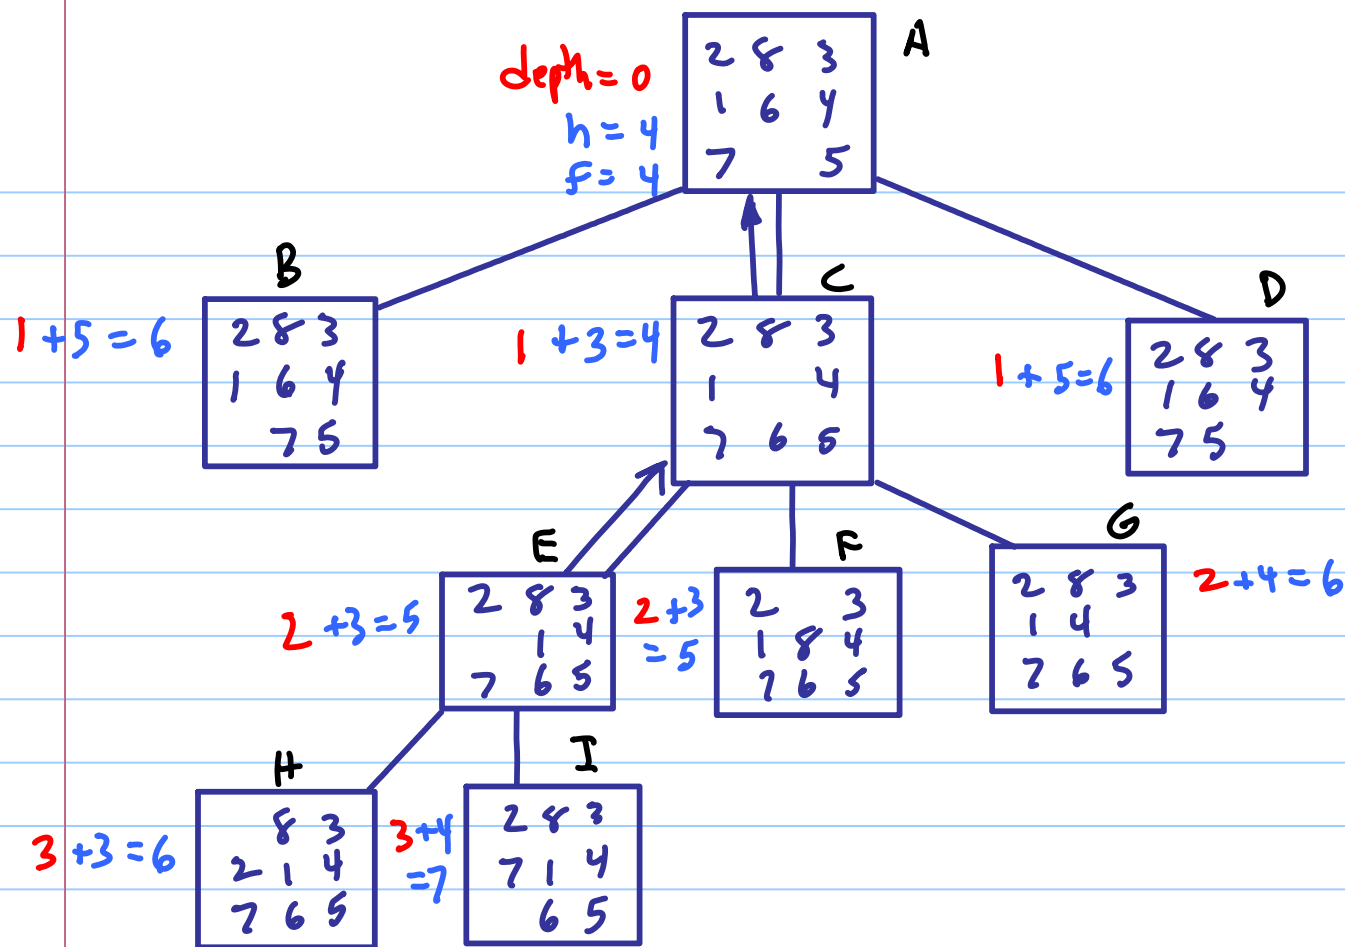 A
depth = 0
h = 4
f = 4
2 8 3
1 6 4
7 5
B
1 + 5 = 6
2 8 3
1 6 4
7 5
C
1 + 3 = 4
2 8 3
1 4
7 6 5
D
1 + 5 = 6
2 8 3
1 6 4
7 5
E
2 + 3 = 5
2 8 3
1 4
7 6 5
F
2 + 3
= 5
2 3
1 8 4
7 6 5
G
2 8 3
1 4
7 6 5
2 + 4 = 6
H
3 + 3 = 6
8 3
2 1 4
7 6 5
I
3 + 4
= 7
2 8 3
7 1 4
6 5